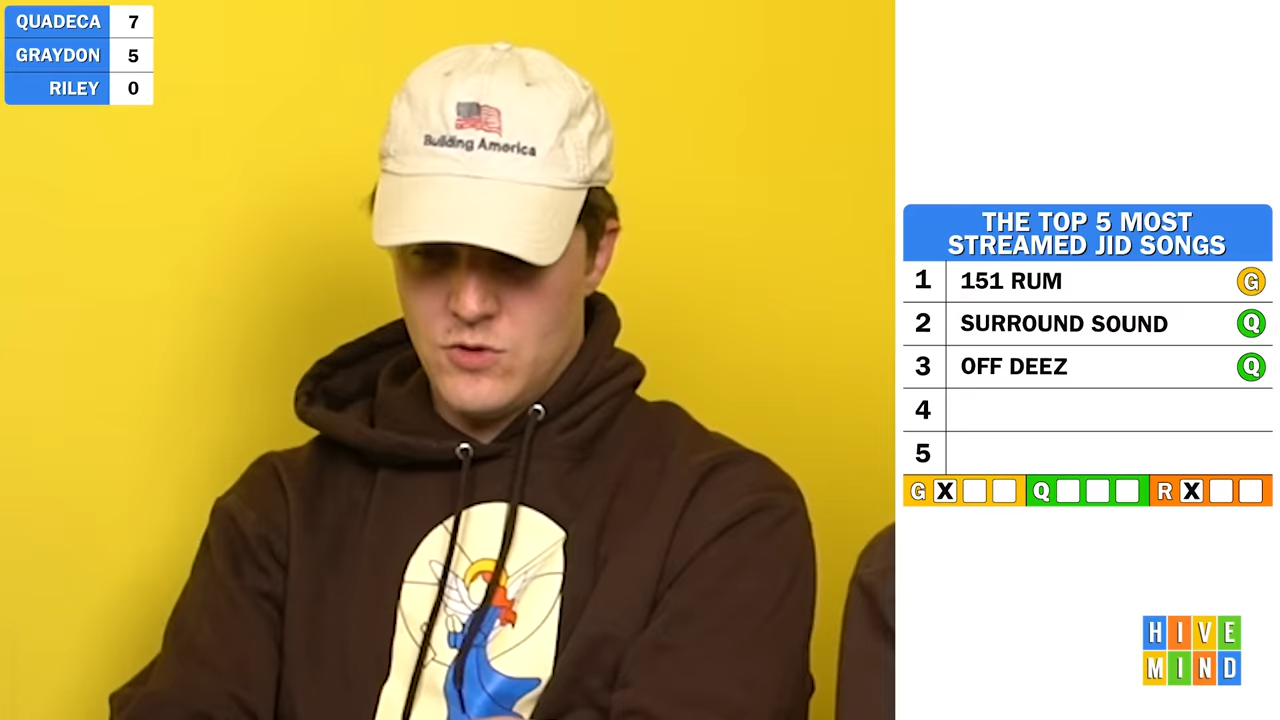 QUADECA 7
GRAYDON 5
RILEY 0
Building America
THE TOP 5 MOST
STREAMED JID SONGS
1 151 RUM G
2 SURROUND SOUND Q
3 OFF DEEZ Q
4
5
G X Q R X
HIVE
MIND